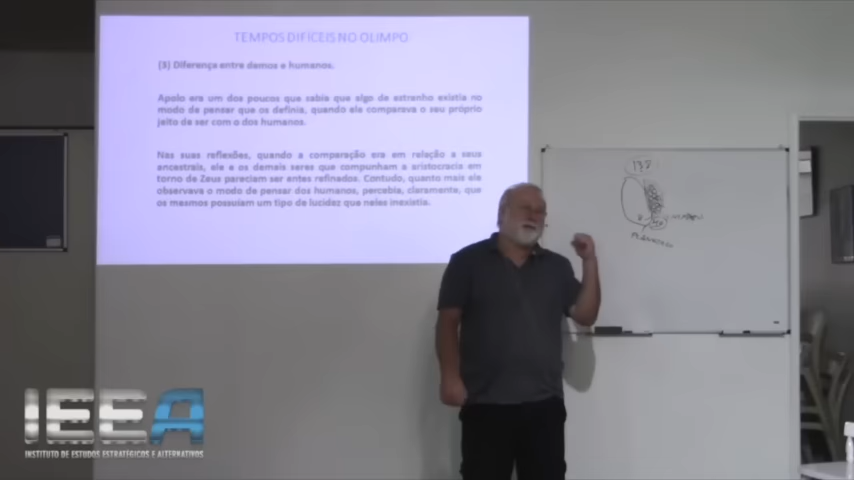 TEMPOS DIFÍCEIS NO OLIMPO
(3) Diferença entre demos e humanos.
Apolo era um dos poucos que sabia que algo de estranho existia no
modo de pensar que os definia, quando ele comparava o seu próprio
jeito de ser com o dos humanos.
Nas suas reflexões, quando a comparação era em relação a seus
ancestrais, ele e os demais seres que compunham a aristocracia em
torno de Zeus pareciam ser antes refinados. Contudo, quanto mais ele
observava o modo de pensar dos humanos, percebia, claramente, que
os mesmos possuíam um tipo de lucidez que neles inexistia.
IEEA
INSTITUTO DE ESTUDOS ESTRATÉGICOS E ALTERNATIVOS